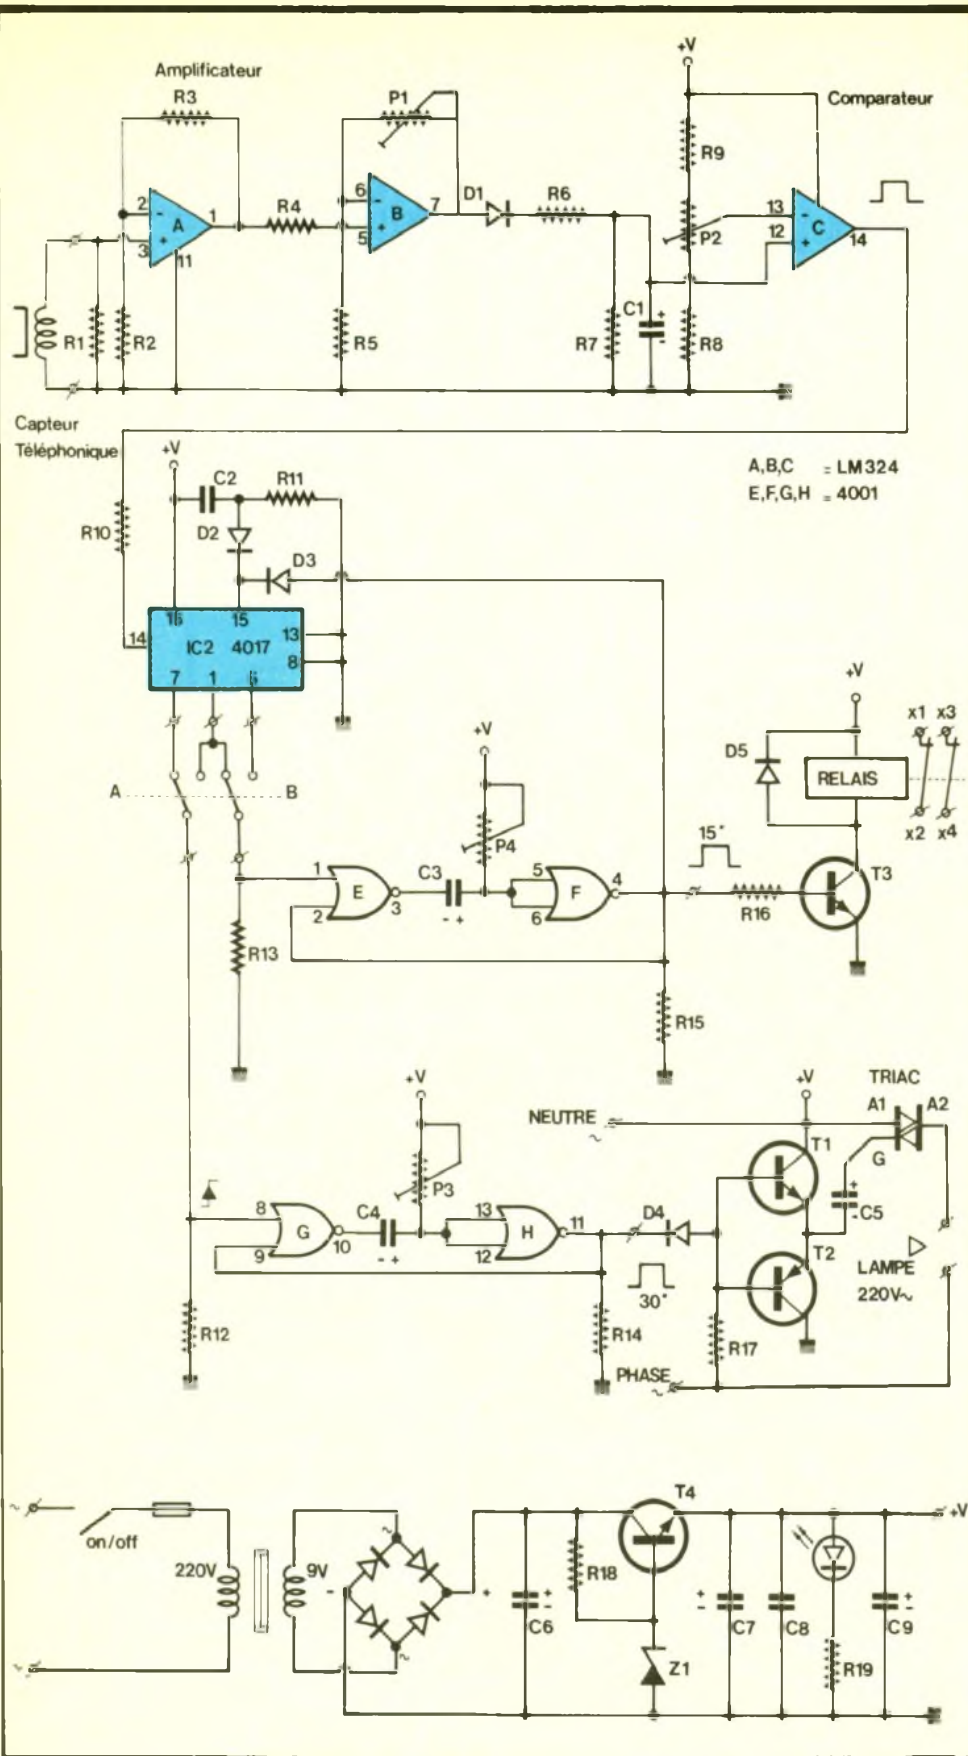 Amplificateur
R3
P1
+V
Comparateur
R9
2
-
A
1
+
3
11
R4
6
-
B
7
+
5
D1
R6
P2
13
-
C
12
+
14
R1
R2
R5
R7
C1
+
-
R8
Capteur
Téléphonique
+V
C2
R11
A,B,C = LM324
E,F,G,H = 4001
R10
D2
D3
16
15
13
14
IC2 4017
8
7
1
6
+V
+V
x1
x3
D5
RELAIS
A
B
x2
x4
15"
P4
1
E
C3
5
F
4
T3
2
3
- +
6
R16
R13
R15
+V
+V
TRIAC
NEUTRE
~
A1
A2
T1
G
P3
+
C5
-
8
G
C4
13
H
11
D4
9
10
- +
12
T2
LAMPE
220V~
30"
R12
R14
R17
PHASE
~
~
on/off
T4
+V
~
220V
9V
R18
-
+
+
-
C6
+
-
C7
C8
+
-
C9
~
Z1
R19
~